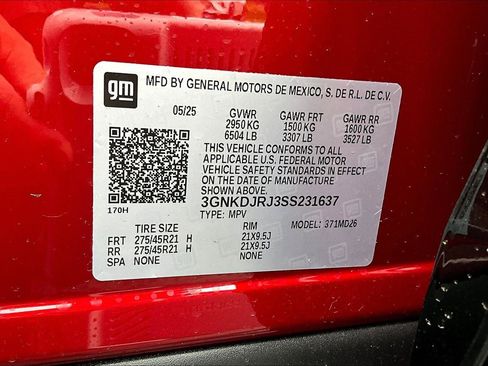 gm
MFD BY GENERAL MOTORS DE MEXICO, S. DE R.L. DE C.V.
05/25 GVWR GAWR FRT GAWR RR
2950 KG 1500 KG 1600 KG
6504 LB 3307 LB 3527 LB
THIS VEHICLE CONFORMS TO ALL
APPLICABLE U.S. FEDERAL MOTOR
VEHICLE SAFETY STANDARDS IN EFFECT
ON THE DATE OF MANUFACTURE
SHOWN ABOVE.
3GNKDJRJ3SS231637
170H
TYPE: MPV MODEL: 371MD26
TIRE SIZE RIM
FRT 275/45R21 H 21X9.5J
RR 275/45R21 H 21X9.5J
SPA NONE NONE